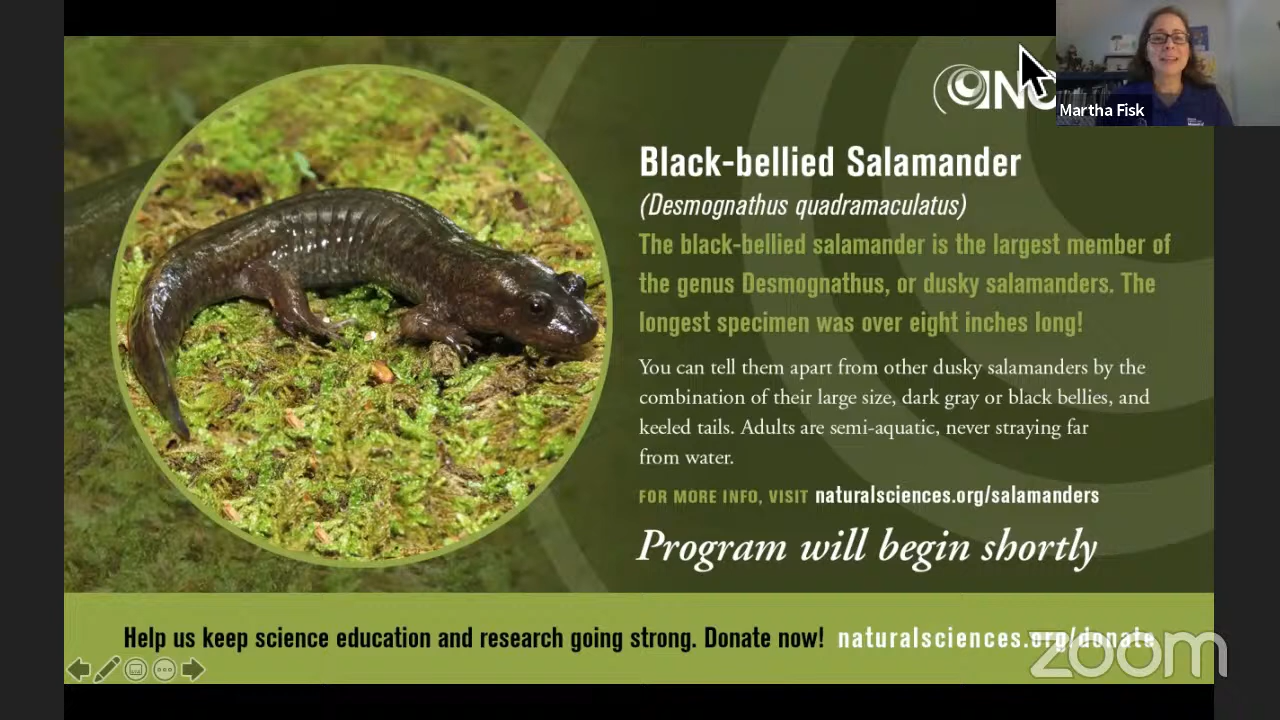 Martha Fisk
Black-bellied Salamander
(Desmognathus quadramaculatus)
The black-bellied salamander is the largest member of
the genus Desmognathus, or dusky salamanders. The
longest specimen was over eight inches long!
You can tell them apart from other dusky salamanders by the
combination of their large size, dark gray or black bellies, and
keeled tails. Adults are semi-aquatic, never straying far
from water.
FOR MORE INFO, VISIT naturalsciences.org/salamanders
Program will begin shortly
Help us keep science education and research going strong. Donate now! naturalsciences.org/donate
zoom